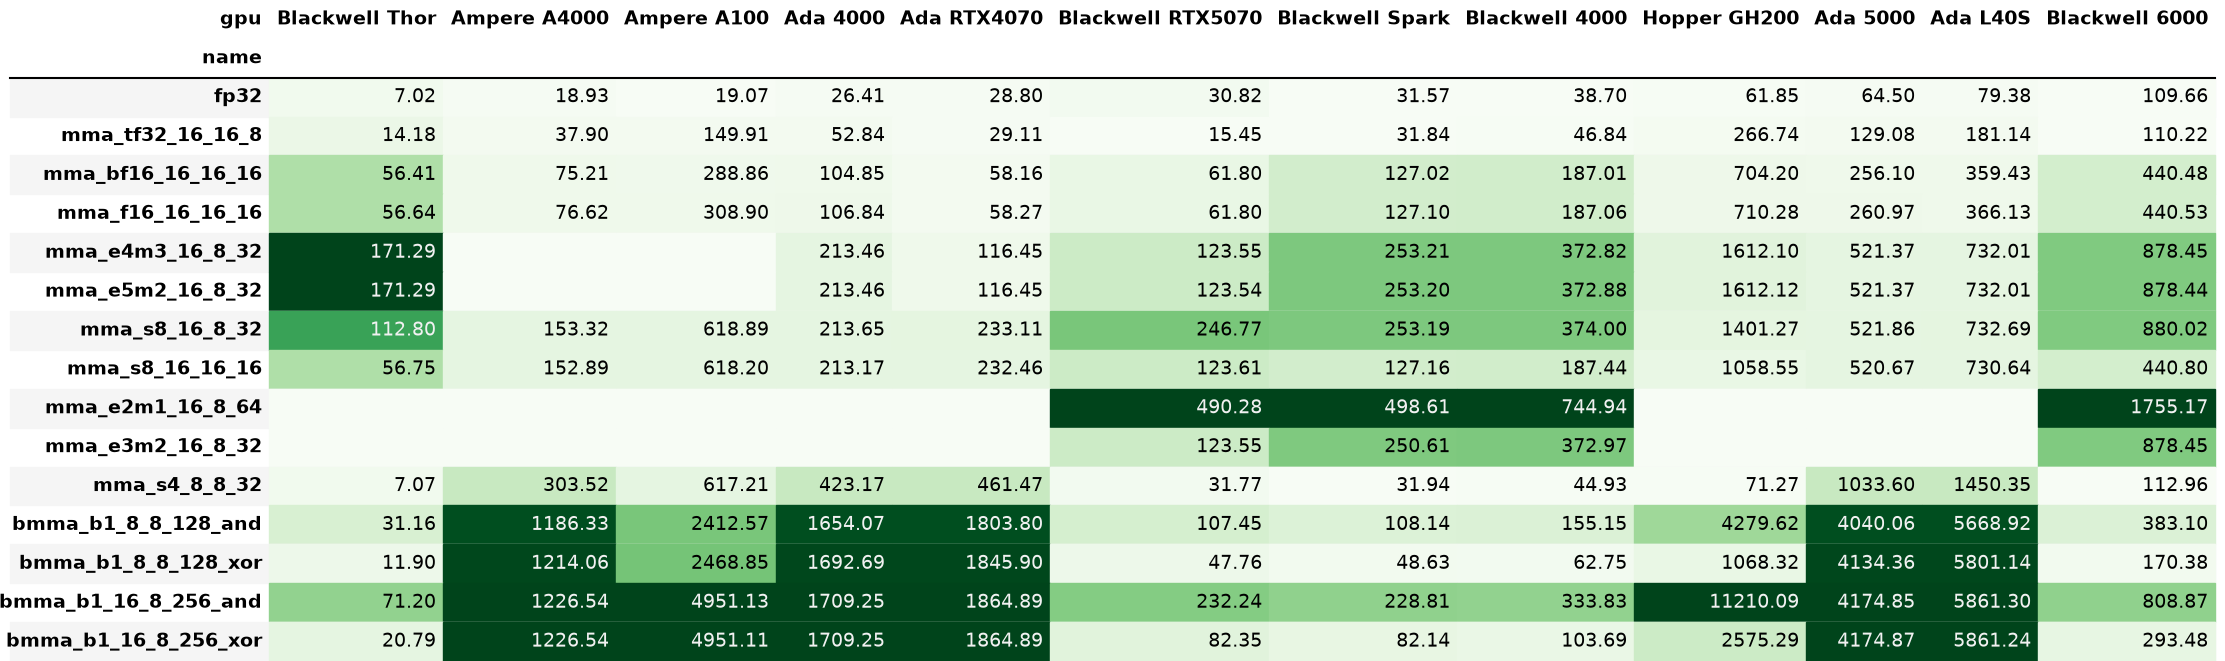 gpu Blackwell Thor Ampere A4000 Ampere A100 Ada 4000 Ada RTX4070 Blackwell RTX5070 Blackwell Spark Blackwell 4000 Hopper GH200 Ada 5000 Ada L40S Blackwell 6000
name
fp32 7.02 18.93 19.07 26.41 28.80 30.82 31.57 38.70 61.85 64.50 79.38 109.66
mma_tf32_16_16_8 14.18 37.90 149.91 52.84 29.11 15.45 31.84 46.84 266.74 129.08 181.14 110.22
mma_bf16_16_16_16 56.41 75.21 288.86 104.85 58.16 61.80 127.02 187.01 704.20 256.10 359.43 440.48
mma_f16_16_16_16 56.64 76.62 308.90 106.84 58.27 61.80 127.10 187.06 710.28 260.97 366.13 440.53
mma_e4m3_16_8_32 171.29 213.46 116.45 123.55 253.21 372.82 1612.10 521.37 732.01 878.45
mma_e5m2_16_8_32 171.29 213.46 116.45 123.54 253.20 372.88 1612.12 521.37 732.01 878.44
mma_s8_16_8_32 112.80 153.32 618.89 213.65 233.11 246.77 253.19 374.00 1401.27 521.86 732.69 880.02
mma_s8_16_16_16 56.75 152.89 618.20 213.17 232.46 123.61 127.16 187.44 1058.55 520.67 730.64 440.80
mma_e2m1_16_8_64 490.28 498.61 744.94 1755.17
mma_e3m2_16_8_32 123.55 250.61 372.97 878.45
mma_s4_8_8_32 7.07 303.52 617.21 423.17 461.47 31.77 31.94 44.93 71.27 1033.60 1450.35 112.96
bmma_b1_8_8_128_and 31.16 1186.33 2412.57 1654.07 1803.80 107.45 108.14 155.15 4279.62 4040.06 5668.92 383.10
bmma_b1_8_8_128_xor 11.90 1214.06 2468.85 1692.69 1845.90 47.76 48.63 62.75 1068.32 4134.36 5801.14 170.38
bmma_b1_16_8_256_and 71.20 1226.54 4951.13 1709.25 1864.89 232.24 228.81 333.83 11210.09 4174.85 5861.30 808.87
bmma_b1_16_8_256_xor 20.79 1226.54 4951.11 1709.25 1864.89 82.35 82.14 103.69 2575.29 4174.87 5861.24 293.48